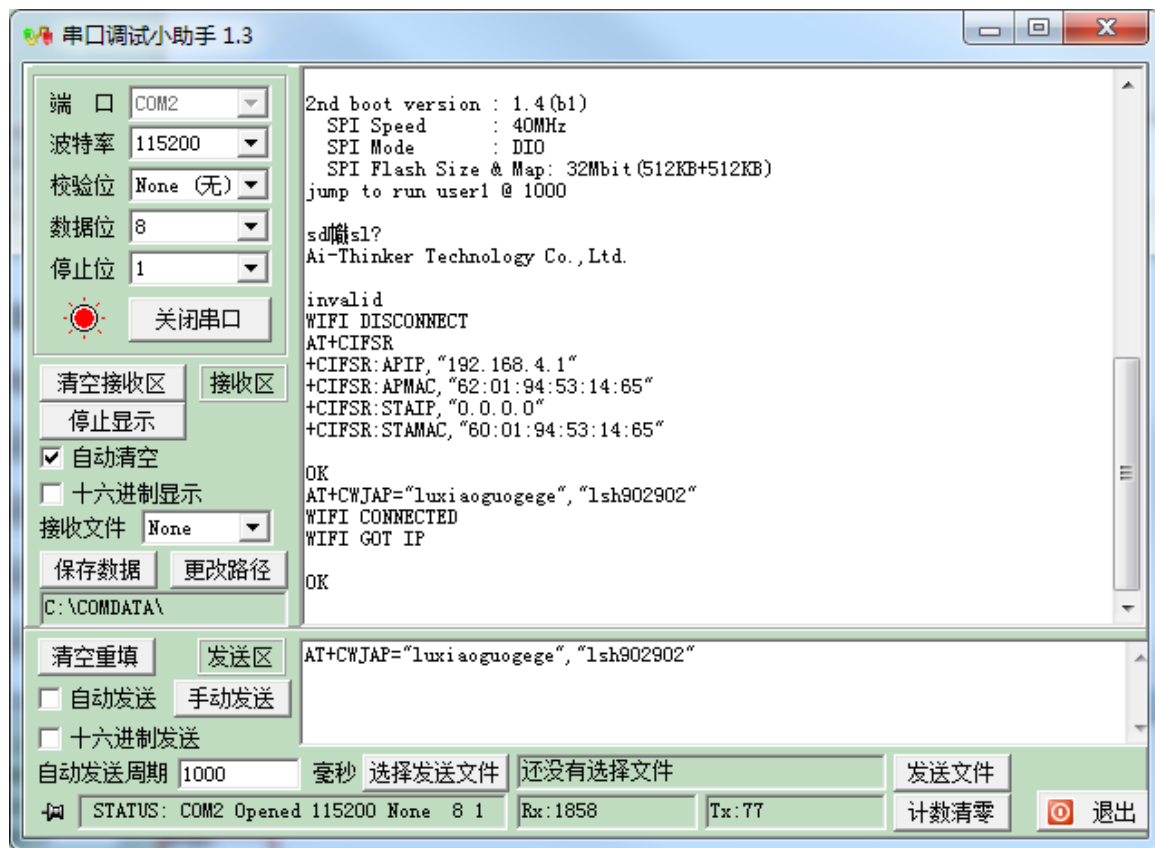 串口调试小助手 1.3
端 口 COM2
波特率 115200
校验位 None (无)
数据位 8
停止位 1
关闭串口
清空接收区 接收区
停止显示
自动清空
十六进制显示
接收文件 None
保存数据 更改路径
C:\COMDATA\
2nd boot version : 1.4(b1)
SPI Speed : 40MHz
SPI Mode : DIO
SPI Flash Size & Map: 32Mbit(512KB+512KB)
jump to run user1 @ 1000
Ai-Thinker Technology Co.,Ltd.
invalid
WIFI DISCONNECT
AT+CIFSR
+CIFSR:APIP,"192.168.4.1"
+CIFSR:APMAC,"62:01:94:53:14:65"
+CIFSR:STAIP,"0.0.0.0"
+CIFSR:STAMAC,"60:01:94:53:14:65"
OK
AT+CWJAP="luxiaoguogege","lsh902902"
WIFI CONNECTED
WIFI GOT IP
OK
清空重填 发送区
自动发送 手动发送
十六进制发送
AT+CWJAP="luxiaoguogege","lsh902902"
自动发送周期 1000 毫秒 选择发送文件 还没有选择文件 发送文件
STATUS: COM2 Opened 115200 None 8 1 Rx:1858 Tx:77 计数清零 退出